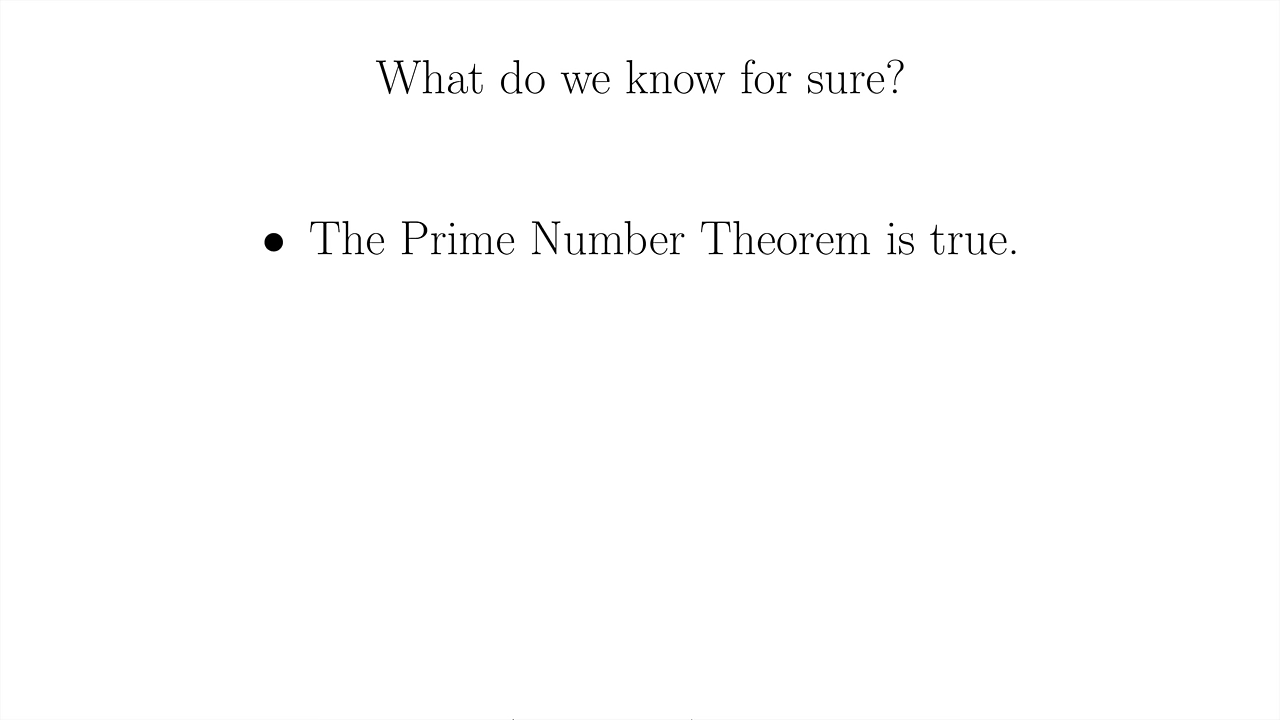 What do we know for sure?
• The Prime Number Theorem is true.